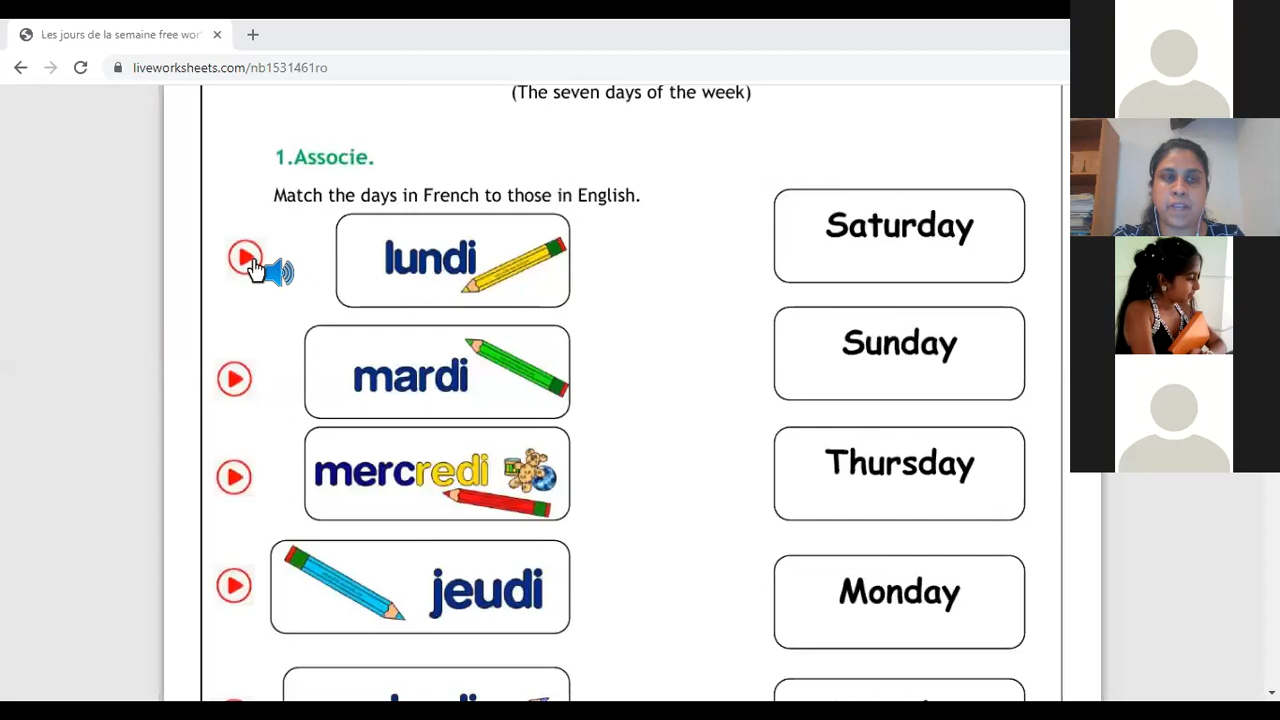 Les jours de la semaine free wor
liveworksheets.com/nb1531461ro
(The seven days of the week)
1.Associe.
Match the days in French to those in English.
lundi
Saturday
mardi
Sunday
mercredi
Thursday
jeudi
Monday